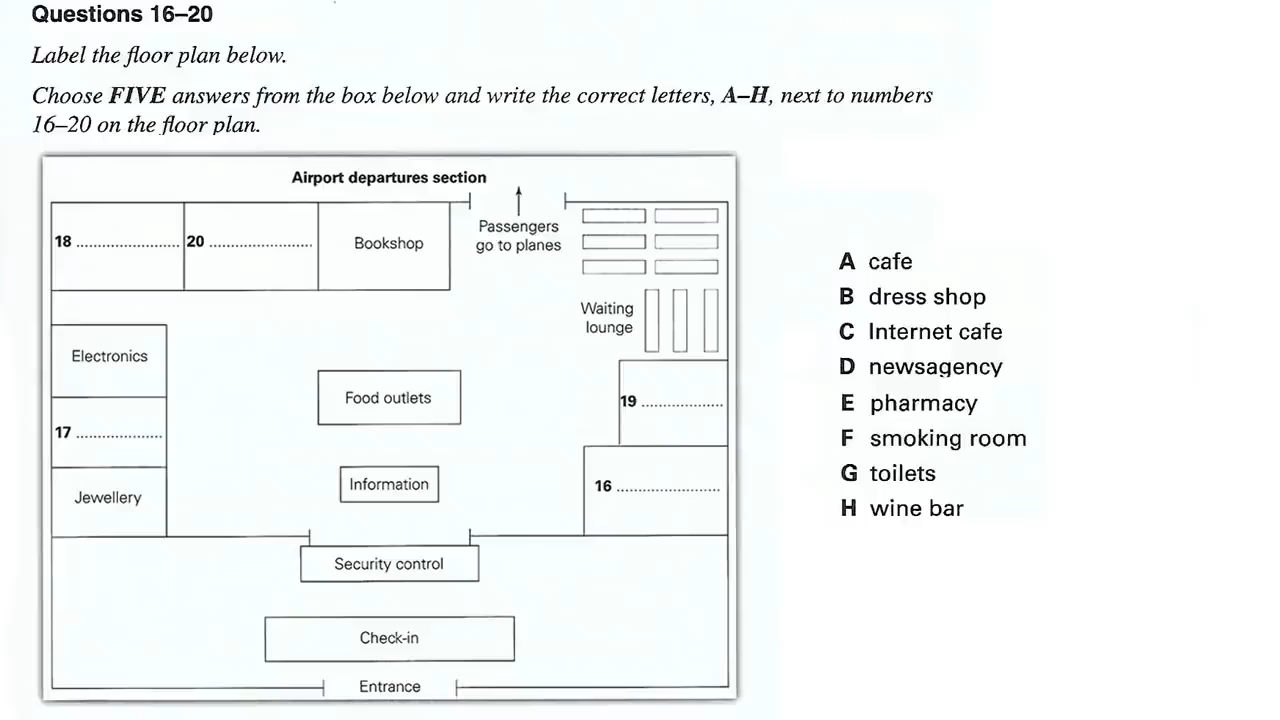 Questions 16–20
Label the floor plan below.
Choose FIVE answers from the box below and write the correct letters, A–H, next to numbers
16–20 on the floor plan.
Airport departures section
18 ........................ 20 ........................ Bookshop
Passengers
go to planes
Waiting
lounge
Electronics
Food outlets
19 ....................
17 ....................
16 ........................
Jewellery
Information
Security control
Check-in
Entrance
A cafe
B dress shop
C Internet cafe
D newsagency
E pharmacy
F smoking room
G toilets
H wine bar